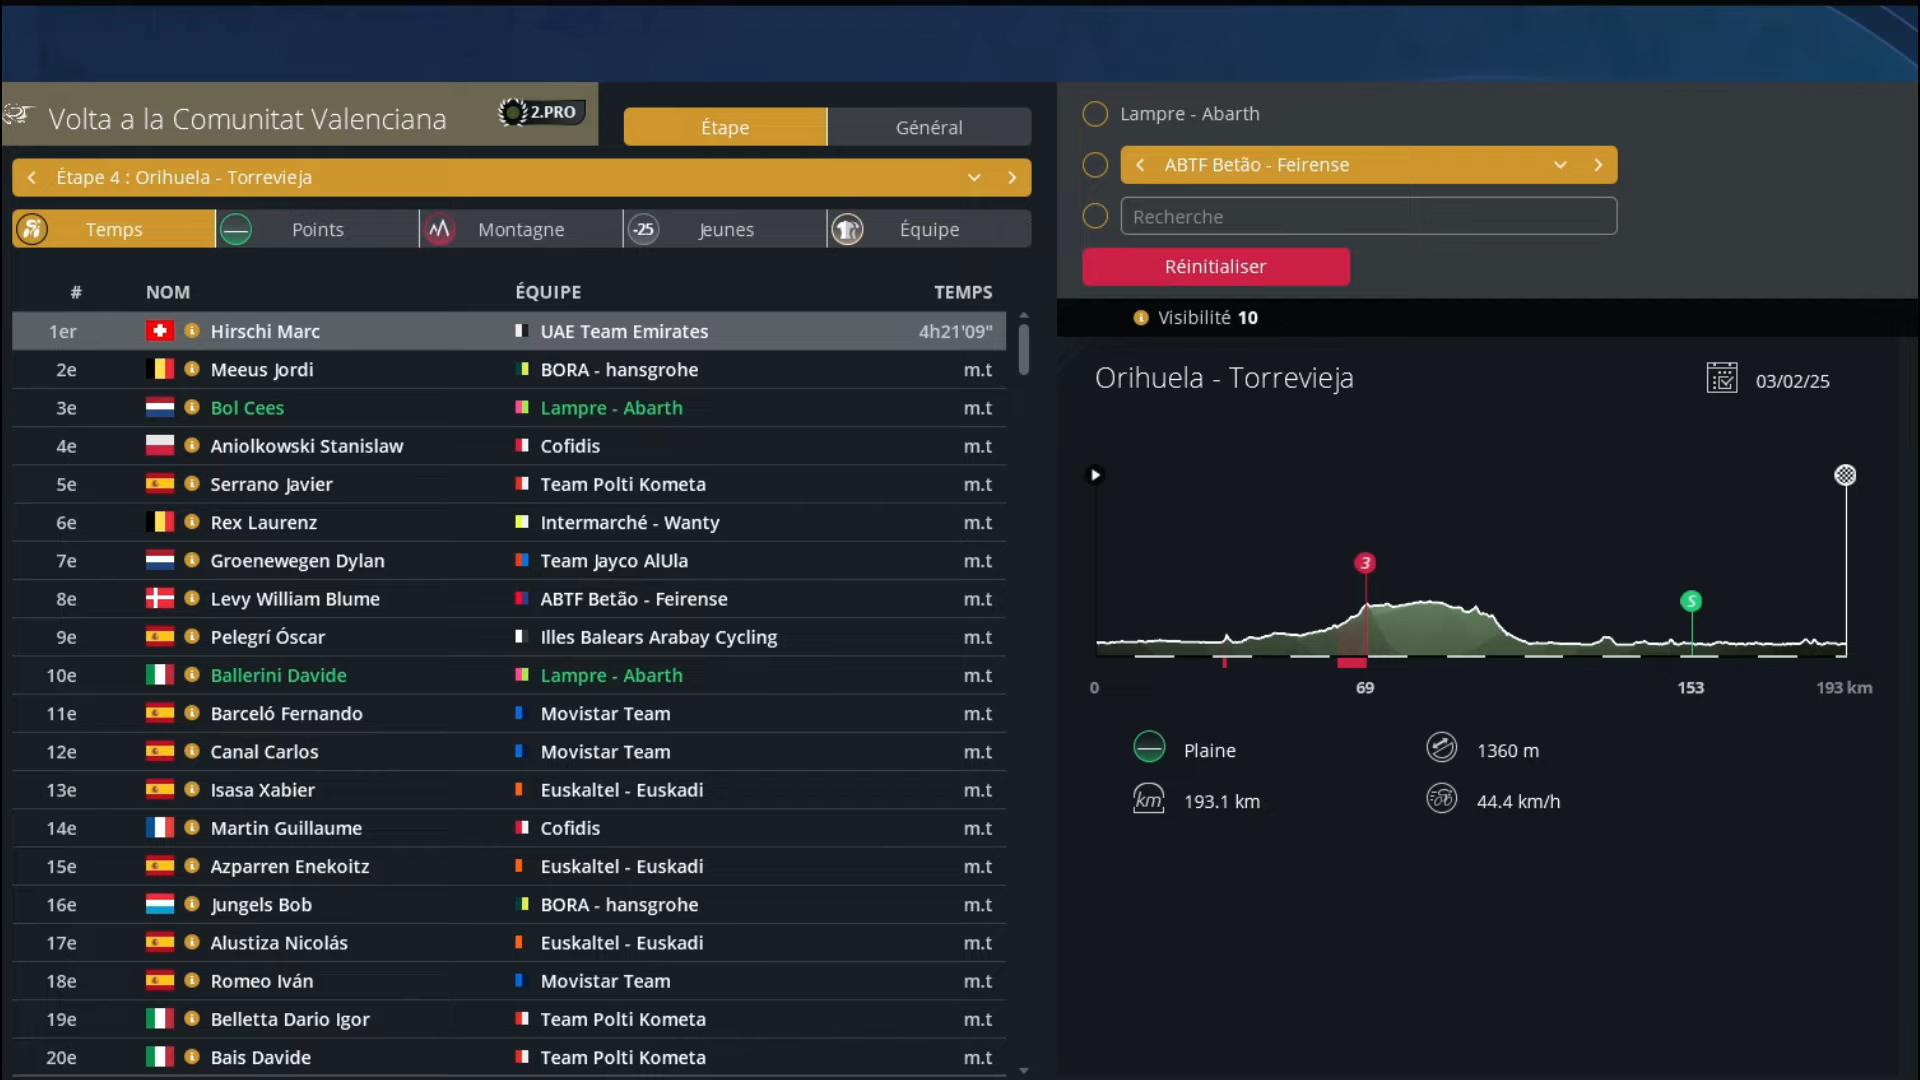 Volta a la Comunitat Valenciana
2.PRO
Étape
Général
Étape 4 : Orihuela - Torrevieja
Temps
Points
Montagne
-25
Jeunes
Équipe
# NOM ÉQUIPE TEMPS
1er Hirschi Marc UAE Team Emirates 4h21'09"
2e Meeus Jordi BORA - hansgrohe m.t
3e Bol Cees Lampre - Abarth m.t
4e Aniolkowski Stanislaw Cofidis m.t
5e Serrano Javier Team Polti Kometa m.t
6e Rex Laurenz Intermarché - Wanty m.t
7e Groenewegen Dylan Team Jayco AlUla m.t
8e Levy William Blume ABTF Betão - Feirense m.t
9e Pelegrí Óscar Illes Balears Arabay Cycling m.t
10e Ballerini Davide Lampre - Abarth m.t
11e Barceló Fernando Movistar Team m.t
12e Canal Carlos Movistar Team m.t
13e Isasa Xabier Euskaltel - Euskadi m.t
14e Martin Guillaume Cofidis m.t
15e Azparren Enekoitz Euskaltel - Euskadi m.t
16e Jungels Bob BORA - hansgrohe m.t
17e Alustiza Nicolás Euskaltel - Euskadi m.t
18e Romeo Iván Movistar Team m.t
19e Belletta Dario Igor Team Polti Kometa m.t
20e Bais Davide Team Polti Kometa m.t
Lampre - Abarth
ABTF Betão - Feirense
Recherche
Réinitialiser
Visibilité 10
Orihuela - Torrevieja
03/02/25
3
S
0 69 153 193 km
Plaine
1360 m
km 193.1 km
44.4 km/h